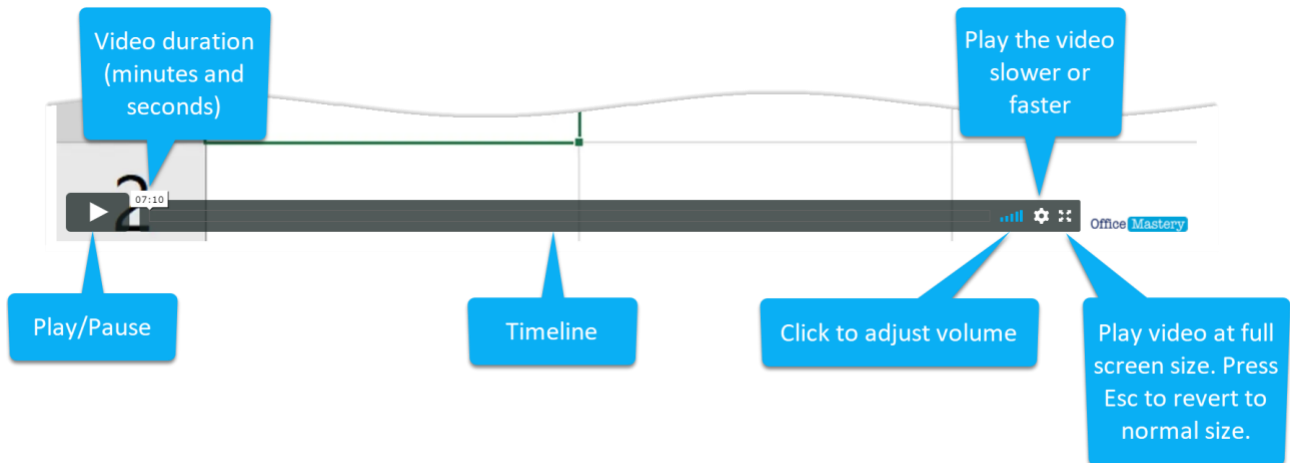 Video duration
(minutes and
seconds)
Play the video
slower or
faster
2
07:10
Office Mastery
Play/Pause
Timeline
Click to adjust volume
Play video at full
screen size. Press
Esc to revert to
normal size.